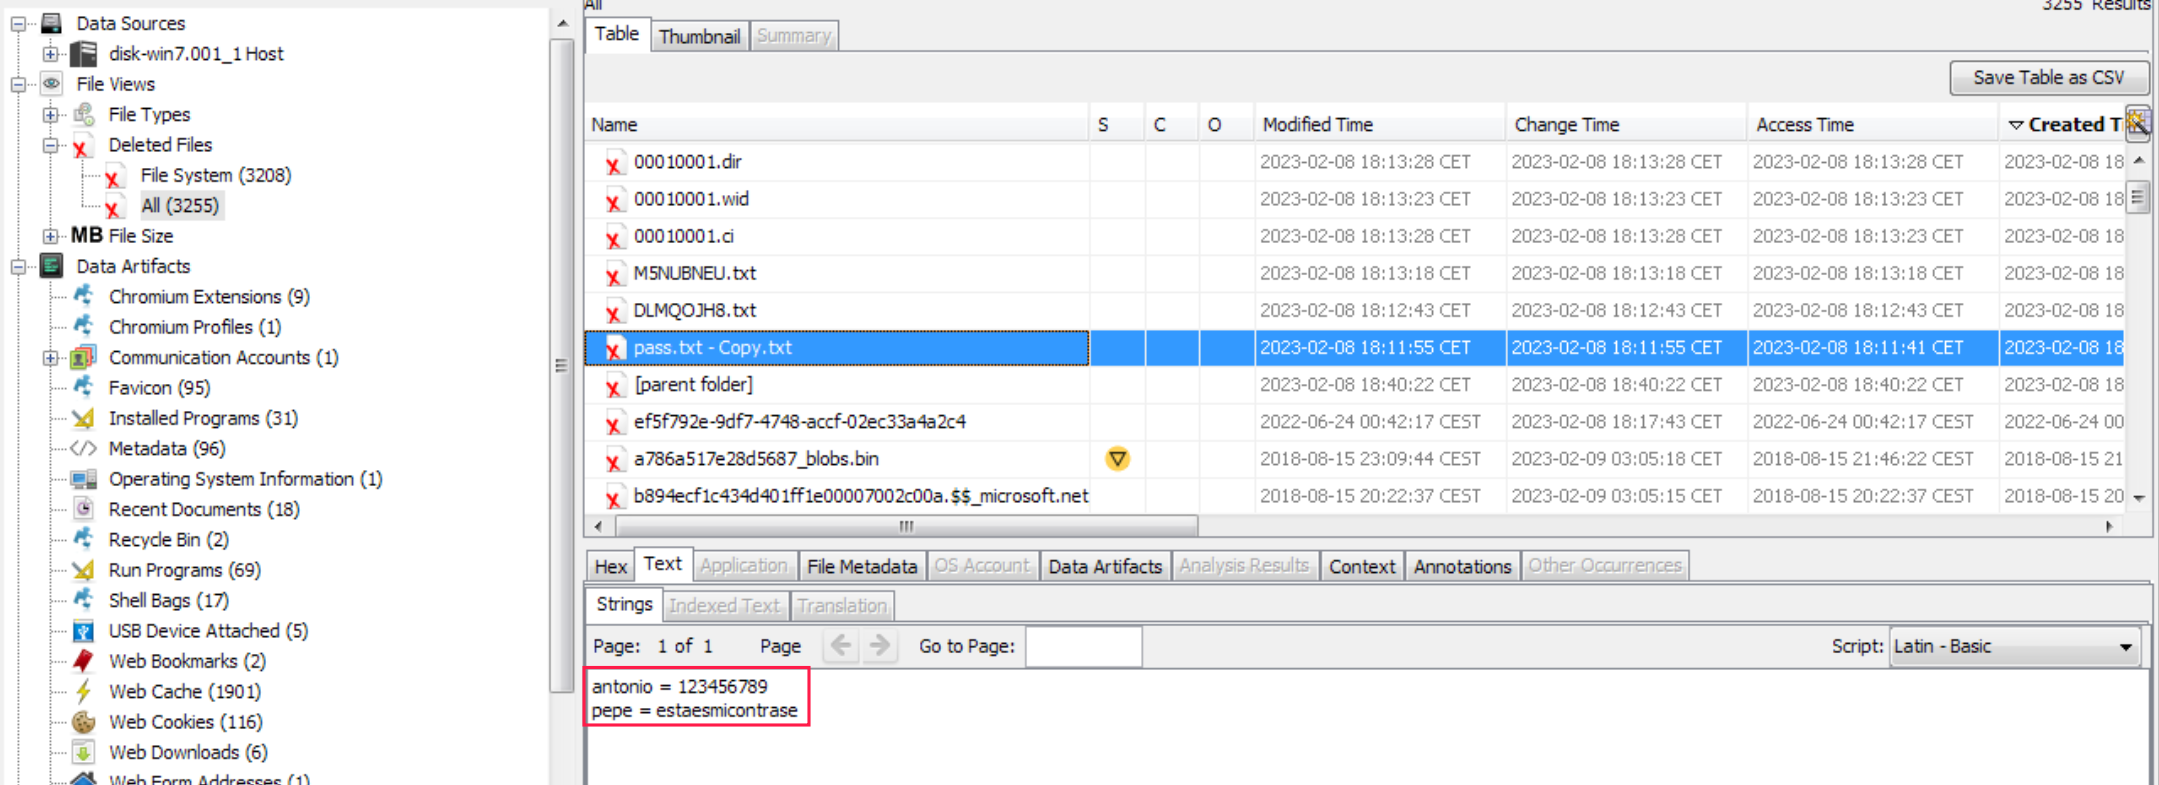 Data Sources
disk-win7.001_1 Host
File Views
File Types
Deleted Files
File System (3208)
All (3255)
MB File Size
Data Artifacts
Chromium Extensions (9)
Chromium Profiles (1)
Communication Accounts (1)
Favicon (95)
Installed Programs (31)
Metadata (96)
Operating System Information (1)
Recent Documents (18)
Recycle Bin (2)
Run Programs (69)
Shell Bags (17)
USB Device Attached (5)
Web Bookmarks (2)
Web Cache (1901)
Web Cookies (116)
Web Downloads (6)
Web Form Addresses (1)
All 3255 Results
Table Thumbnail Summary
Save Table as CSV
Name S C O Modified Time Change Time Access Time Created T
00010001.dir 2023-02-08 18:13:28 CET 2023-02-08 18:13:28 CET 2023-02-08 18:13:28 CET 2023-02-08 18
00010001.wid 2023-02-08 18:13:23 CET 2023-02-08 18:13:23 CET 2023-02-08 18:13:23 CET 2023-02-08 18
00010001.ci 2023-02-08 18:13:28 CET 2023-02-08 18:13:28 CET 2023-02-08 18:13:23 CET 2023-02-08 18
M5NUBNEU.txt 2023-02-08 18:13:18 CET 2023-02-08 18:13:18 CET 2023-02-08 18:13:18 CET 2023-02-08 18
DLMQOJH8.txt 2023-02-08 18:12:43 CET 2023-02-08 18:12:43 CET 2023-02-08 18:12:43 CET 2023-02-08 18
pass.txt - Copy.txt 2023-02-08 18:11:55 CET 2023-02-08 18:11:55 CET 2023-02-08 18:11:41 CET 2023-02-08 18
[parent folder] 2023-02-08 18:40:22 CET 2023-02-08 18:40:22 CET 2023-02-08 18:40:22 CET 2023-02-08 18
ef5f792e-9df7-4748-accf-02ec33a4a2c4 2022-06-24 00:42:17 CEST 2023-02-08 18:17:43 CET 2022-06-24 00:42:17 CEST 2022-06-24 00
a786a517e28d5687_blobs.bin 2018-08-15 23:09:44 CEST 2023-02-09 03:05:18 CET 2018-08-15 21:46:22 CEST 2018-08-15 21
b894ecf1c434d401ff1e00007002c00a.$$_microsoft.net 2018-08-15 20:22:37 CEST 2023-02-09 03:05:15 CET 2018-08-15 20:22:37 CEST 2018-08-15 20
Hex Text Application File Metadata OS Account Data Artifacts Analysis Results Context Annotations Other Occurrences
Strings Indexed Text Translation
Page: 1 of 1 Page Go to Page: Script: Latin - Basic
antonio = 123456789
pepe = estaesmicontrase